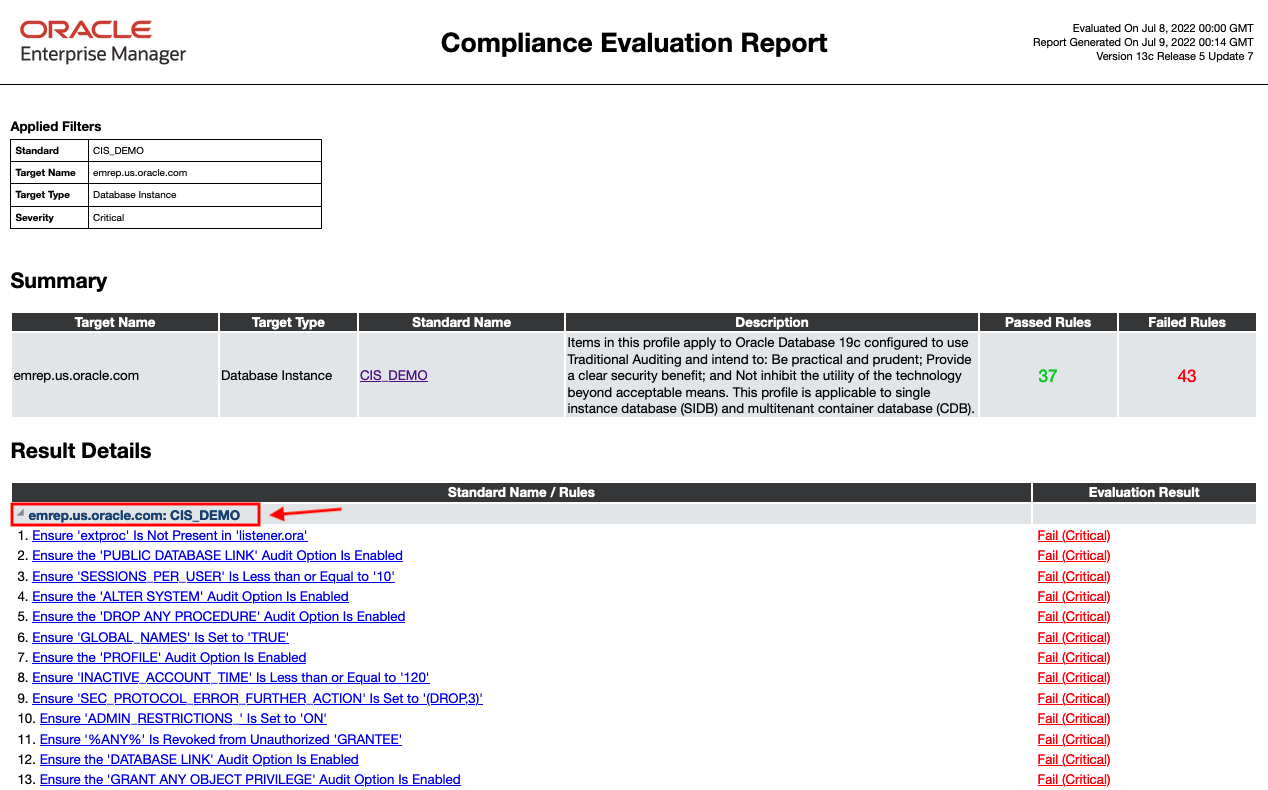 ORACLE
Enterprise Manager
Compliance Evaluation Report
Evaluated On Jul 8, 2022 00:00 GMT
Report Generated On Jul 9, 2022 00:14 GMT
Version 13c Release 5 Update 7
Applied Filters
Standard CIS_DEMO
Target Name emrep.us.oracle.com
Target Type Database Instance
Severity Critical
Summary
Target Name Target Type Standard Name Description Passed Rules Failed Rules
Items in this profile apply to Oracle Database 19c configured to use
Traditional Auditing and intend to: Be practical and prudent; Provide
emrep.us.oracle.com Database Instance CIS_DEMO a clear security benefit; and Not inhibit the utility of the technology 37 43
beyond acceptable means. This profile is applicable to single
instance database (SIDB) and multitenant container database (CDB).
Result Details
Standard Name / Rules Evaluation Result
emrep.us.oracle.com: CIS_DEMO
1. Ensure 'extproc' Is Not Present in 'listener.ora' Fail (Critical)
2. Ensure the 'PUBLIC DATABASE LINK' Audit Option Is Enabled Fail (Critical)
3. Ensure 'SESSIONS_PER_USER' Is Less than or Equal to '10' Fail (Critical)
4. Ensure the 'ALTER SYSTEM' Audit Option Is Enabled Fail (Critical)
5. Ensure the 'DROP ANY PROCEDURE' Audit Option Is Enabled Fail (Critical)
6. Ensure 'GLOBAL_NAMES' Is Set to 'TRUE' Fail (Critical)
7. Ensure the 'PROFILE' Audit Option Is Enabled Fail (Critical)
8. Ensure 'INACTIVE_ACCOUNT_TIME' Is Less than or Equal to '120' Fail (Critical)
9. Ensure 'SEC_PROTOCOL_ERROR_FURTHER_ACTION' Is Set to '(DROP,3)' Fail (Critical)
10. Ensure 'ADMIN_RESTRICTIONS_' Is Set to 'ON' Fail (Critical)
11. Ensure '%ANY%' Is Revoked from Unauthorized 'GRANTEE' Fail (Critical)
12. Ensure the 'DATABASE LINK' Audit Option Is Enabled Fail (Critical)
13. Ensure the 'GRANT ANY OBJECT PRIVILEGE' Audit Option Is Enabled Fail (Critical)